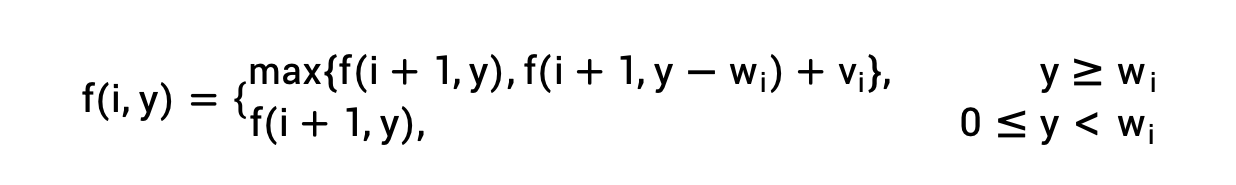 max{f(i + 1, y), f(i + 1, y − wᵢ) + vᵢ}, y ≥ wᵢ
f(i, y) = {
f(i + 1, y), 0 ≤ y < wᵢ